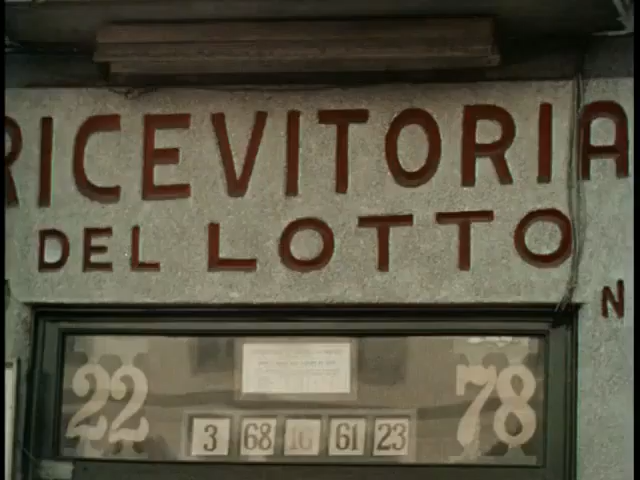 RICEVITORIA
DEL LOTTO
N
22 78
3 68 16 61 23